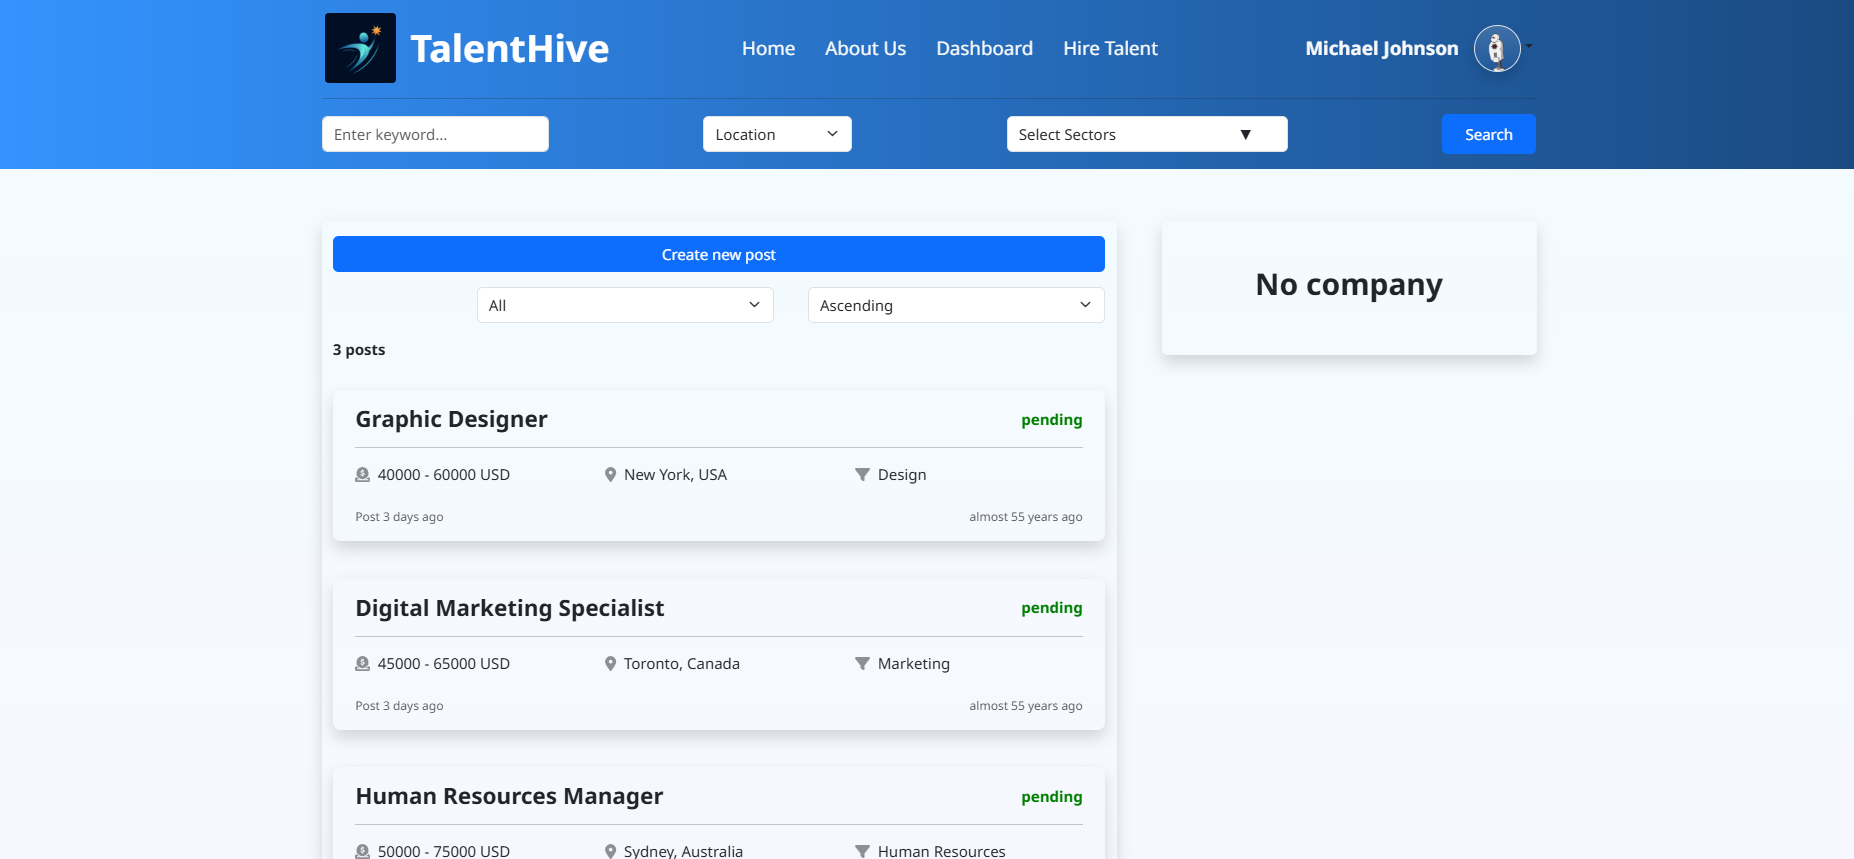 TalentHive
Home About Us Dashboard Hire Talent
Michael Johnson
Enter keyword...
Location
Select Sectors ▼
Search
Create new post
All
Ascending
3 posts
Graphic Designer
pending
40000 - 60000 USD
New York, USA
Design
Post 3 days ago
almost 55 years ago
Digital Marketing Specialist
pending
45000 - 65000 USD
Toronto, Canada
Marketing
Post 3 days ago
almost 55 years ago
Human Resources Manager
pending
50000 - 75000 USD
Sydney, Australia
Human Resources
No company